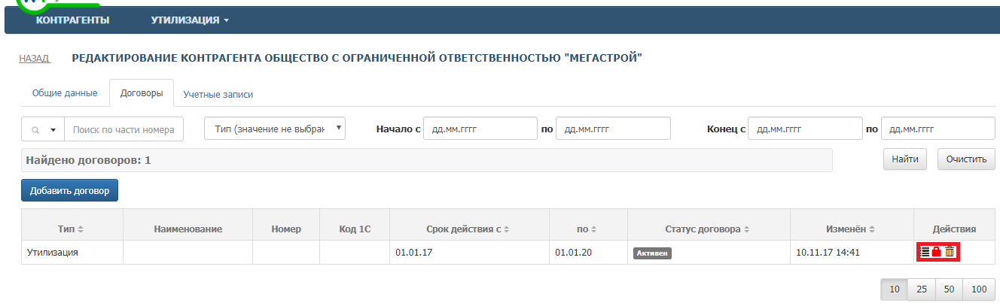 КОНТРАГЕНТЫ УТИЛИЗАЦИЯ
НАЗАД РЕДАКТИРОВАНИЕ КОНТРАГЕНТА ОБЩЕСТВО С ОГРАНИЧЕННОЙ ОТВЕТСТВЕННОСТЬЮ "МЕГАСТРОЙ"
Общие данные Договоры Учетные записи
Поиск по части номера Тип (значение не выбран Начало с дд.мм.гггг по дд.мм.гггг Конец с дд.мм.гггг по дд.мм.гггг
Найдено договоров: 1 Найти Очистить
Добавить договор
Тип Наименование Номер Код 1С Срок действия с по Статус договора Изменён Действия
Утилизация 01.01.17 01.01.20 Активен 10.11.17 14:41
10 25 50 100